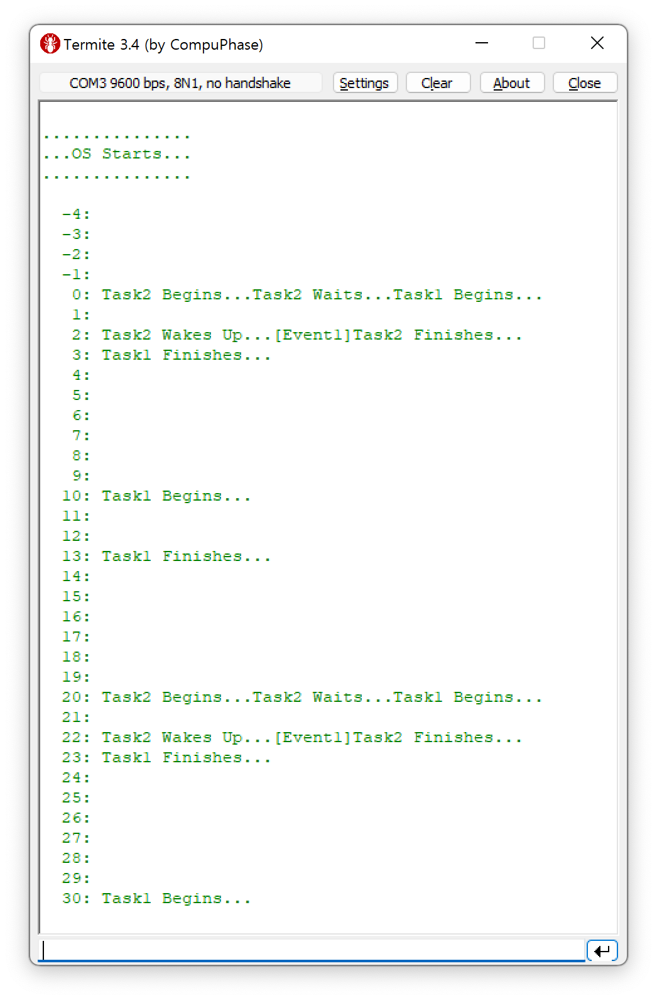 Termite 3.4 (by CompuPhase)
COM3 9600 bps, 8N1, no handshake Settings Clear About Close
...............
...OS Starts...
...............
-4:
-3:
-2:
-1:
0: Task2 Begins...Task2 Waits...Task1 Begins...
1:
2: Task2 Wakes Up...[Event1]Task2 Finishes...
3: Task1 Finishes...
4:
5:
6:
7:
8:
9:
10: Task1 Begins...
11:
12:
13: Task1 Finishes...
14:
15:
16:
17:
18:
19:
20: Task2 Begins...Task2 Waits...Task1 Begins...
21:
22: Task2 Wakes Up...[Event1]Task2 Finishes...
23: Task1 Finishes...
24:
25:
26:
27:
28:
29:
30: Task1 Begins...